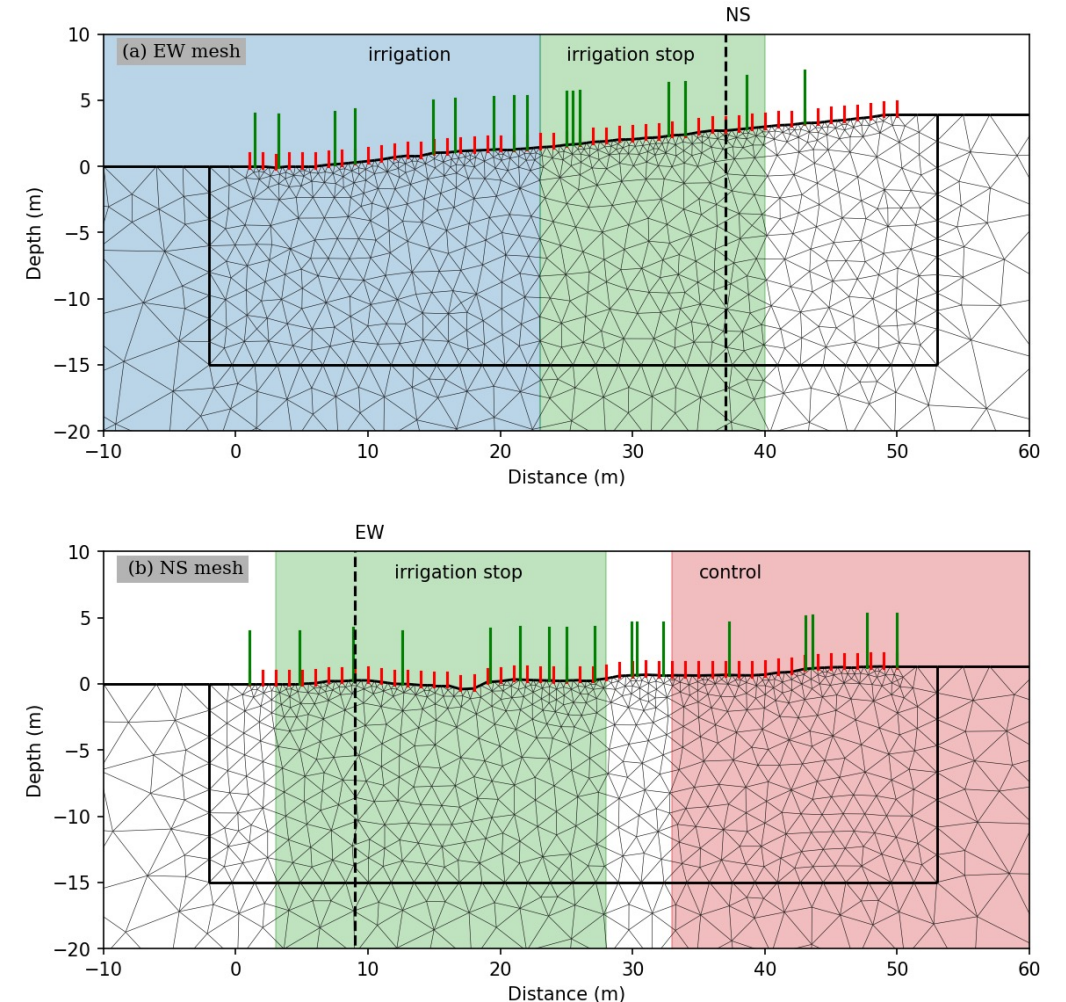 NS
(a) EW mesh
irrigation
irrigation stop
10
5
0
−5
−10
−15
−20
Depth (m)
−10 0 10 20 30 40 50 60
Distance (m)
EW
(b) NS mesh
irrigation stop
control
10
5
0
−5
−10
−15
−20
Depth (m)
−10 0 10 20 30 40 50 60
Distance (m)